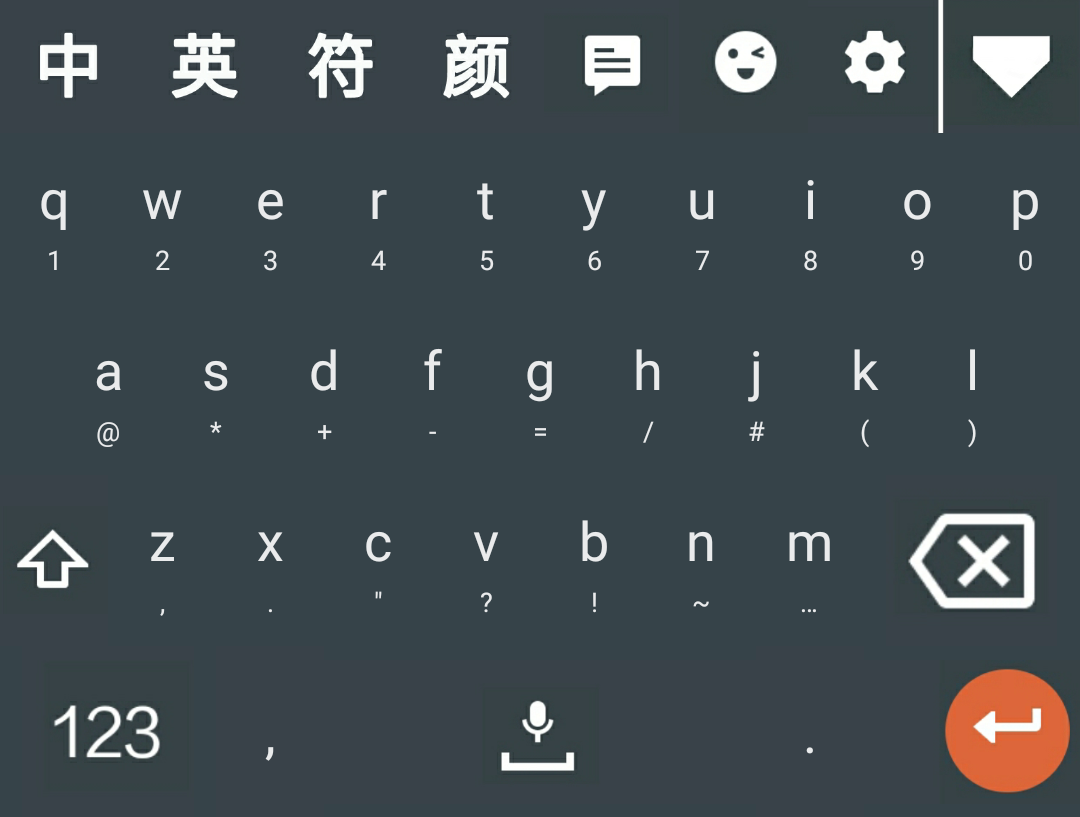 中 英 符 颜
q w e r t y u i o p
1 2 3 4 5 6 7 8 9 0
a s d f g h j k l
@ * + - = / # ( )
z x c v b n m
, . " ? ! ~ …
123 , .